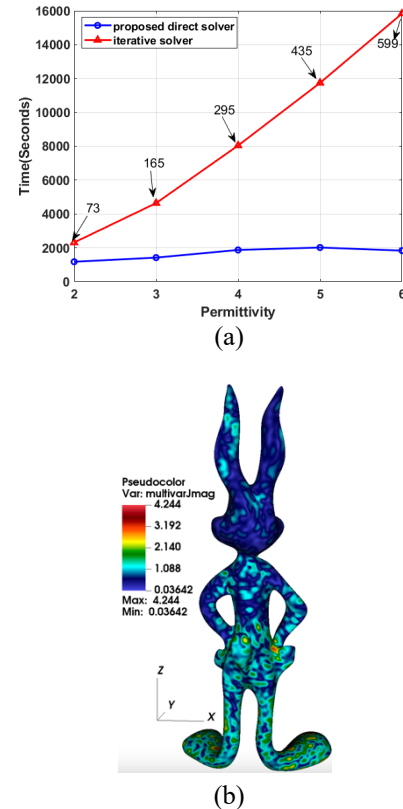 16000
14000
12000
10000
8000
6000
4000
2000
0
Time(Seconds)
proposed direct solver
iterative solver
73
165
295
435
599
2 3 4 5 6
Permittivity
(a)
Pseudocolor
Var: multivarJmag
4.244
3.192
2.140
1.088
0.03642
Max: 4.244
Min: 0.03642
Z
Y
X
(b)